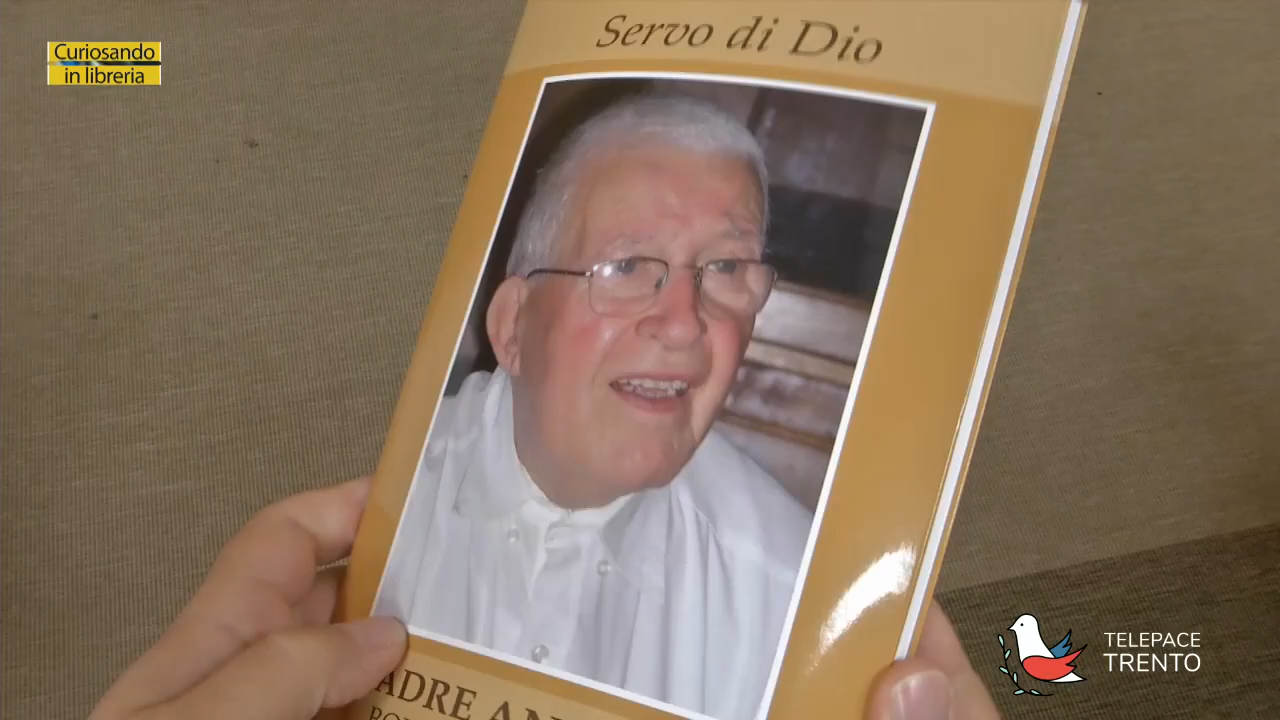 Curiosando
in libreria
Servo di Dio
TELEPACE
TRENTO